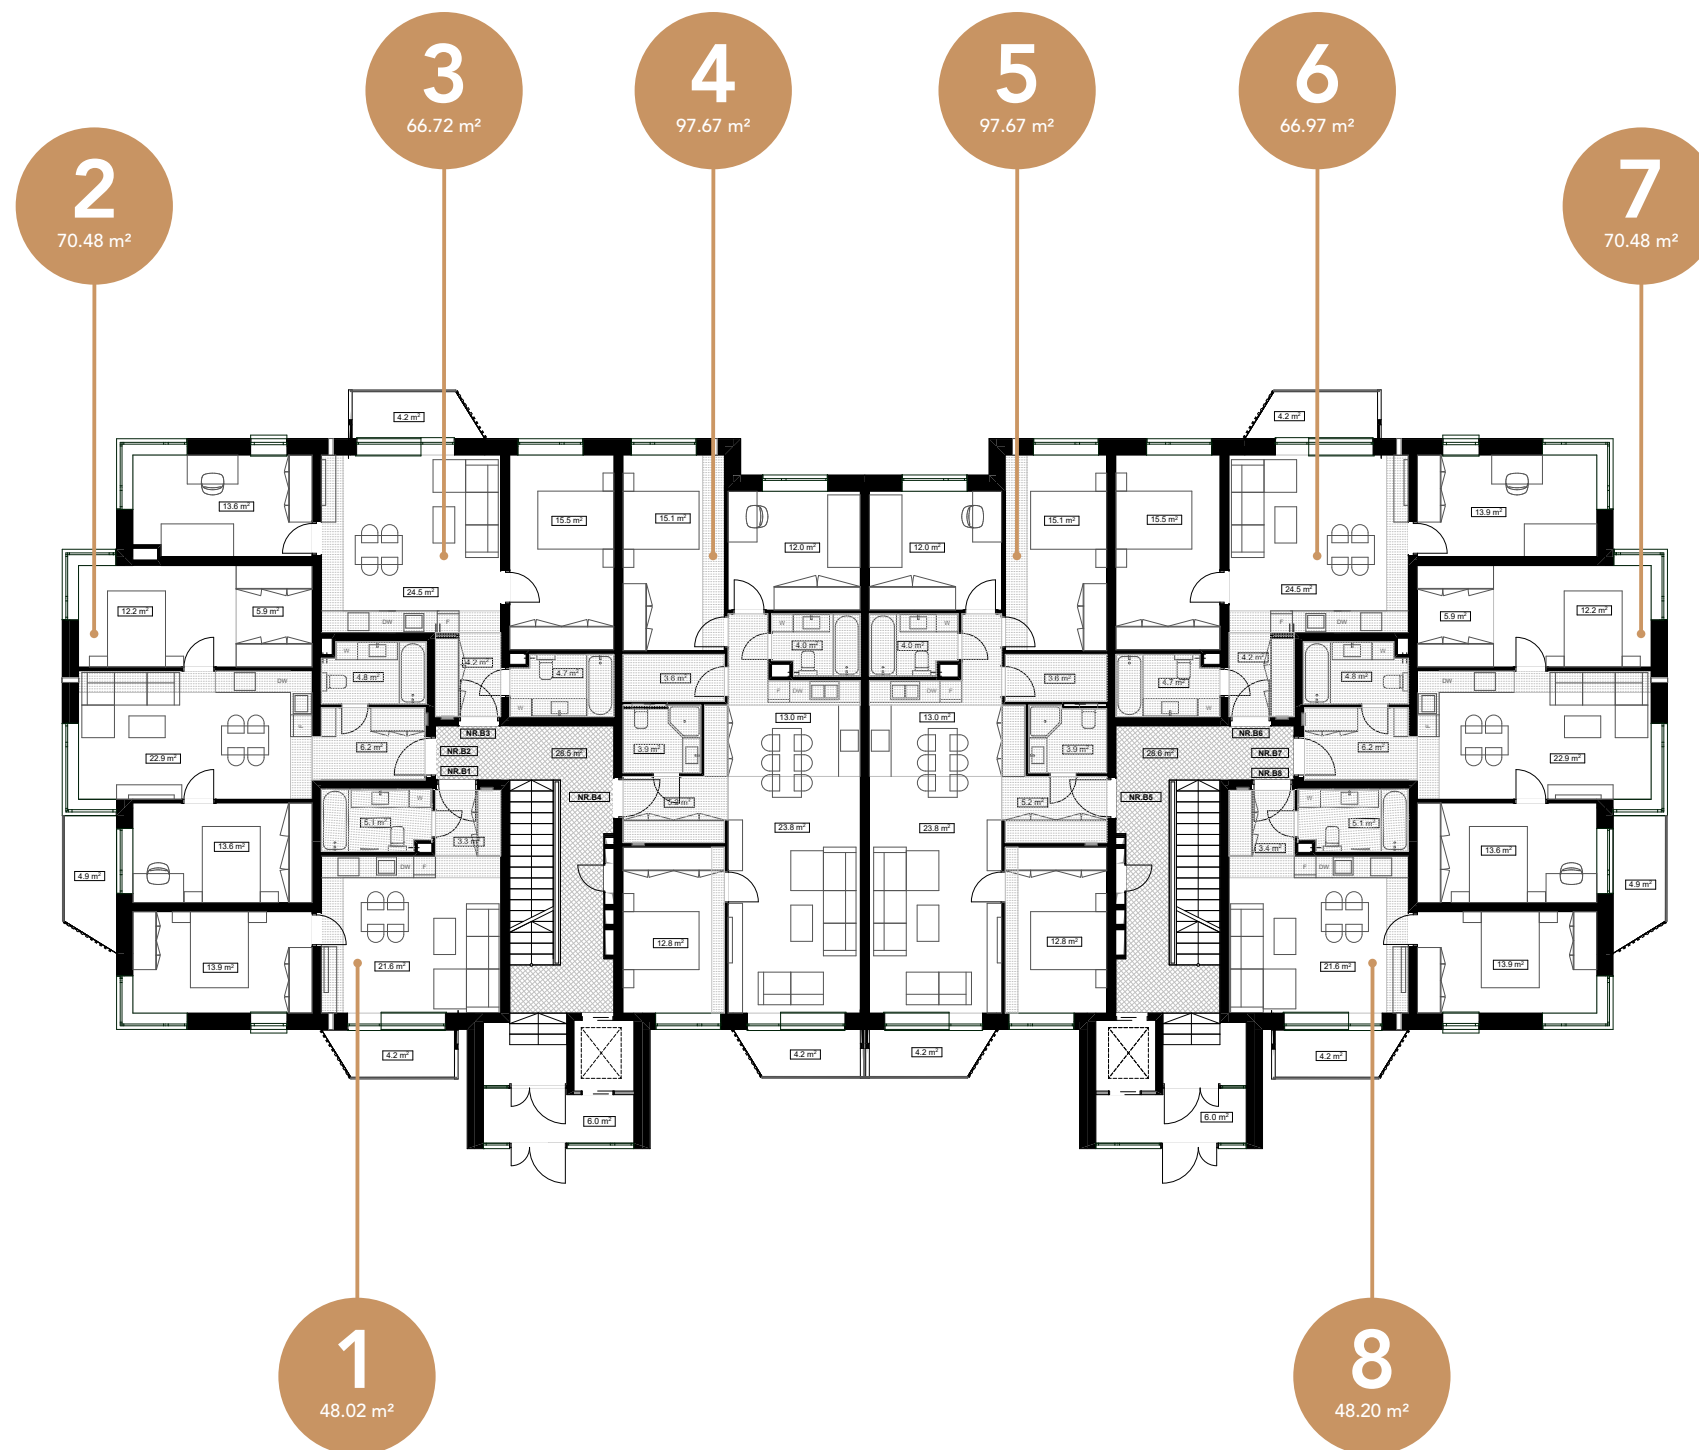 3
66.72 m²
4
97.67 m²
5
97.67 m²
6
66.97 m²
2
70.48 m²
7
70.48 m²
4.2 m²
4.2 m²
13.6 m²
15.5 m²
15.1 m²
12.0 m²
12.0 m²
15.1 m²
15.5 m²
13.9 m²
24.5 m²
24.5 m²
12.2 m²
5.9 m²
5.9 m²
12.2 m²
DW
F
W
W
F
DW
W
4.0 m²
4.0 m²
W
4.8 m²
4.2 m²
4.7 m²
3.6 m²
3.6 m²
4.7 m²
4.2 m²
4.8 m²
DW
F
DW
DW
F
DW
W
13.0 m²
13.0 m²
W
F
F
22.9 m²
6.2 m²
NR.B3
NR.B2
NR.B1
28.5 m²
3.9 m²
3.9 m²
28.6 m²
NR.B6
NR.B7
NR.B8
6.2 m²
22.9 m²
NR.B4
5.2 m²
NR.B5
W
W
5.1 m²
3.3 m²
23.8 m²
23.8 m²
3.4 m²
5.1 m²
13.6 m²
13.6 m²
DW
F
F
DW
4.9 m²
4.9 m²
12.8 m²
12.8 m²
13.9 m²
21.6 m²
21.6 m²
13.9 m²
4.2 m²
4.2 m²
4.2 m²
4.2 m²
6.0 m²
6.0 m²
1
48.02 m²
8
48.20 m²